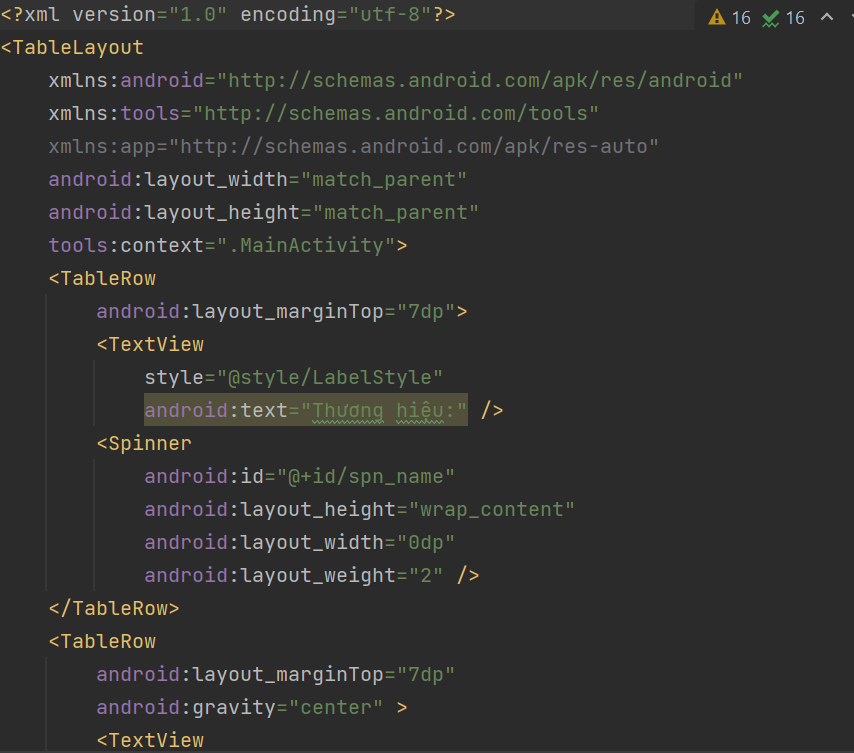 <?xml version="1.0" encoding="utf-8"?>
16 16
<TableLayout
xmlns:android="http://schemas.android.com/apk/res/android"
xmlns:tools="http://schemas.android.com/tools"
xmlns:app="http://schemas.android.com/apk/res-auto"
android:layout_width="match_parent"
android:layout_height="match_parent"
tools:context=".MainActivity">
<TableRow
android:layout_marginTop="7dp">
<TextView
style="@style/LabelStyle"
android:text="Thương hiệu:" />
<Spinner
android:id="@+id/spn_name"
android:layout_height="wrap_content"
android:layout_width="0dp"
android:layout_weight="2" />
</TableRow>
<TableRow
android:layout_marginTop="7dp"
android:gravity="center" >
<TextView